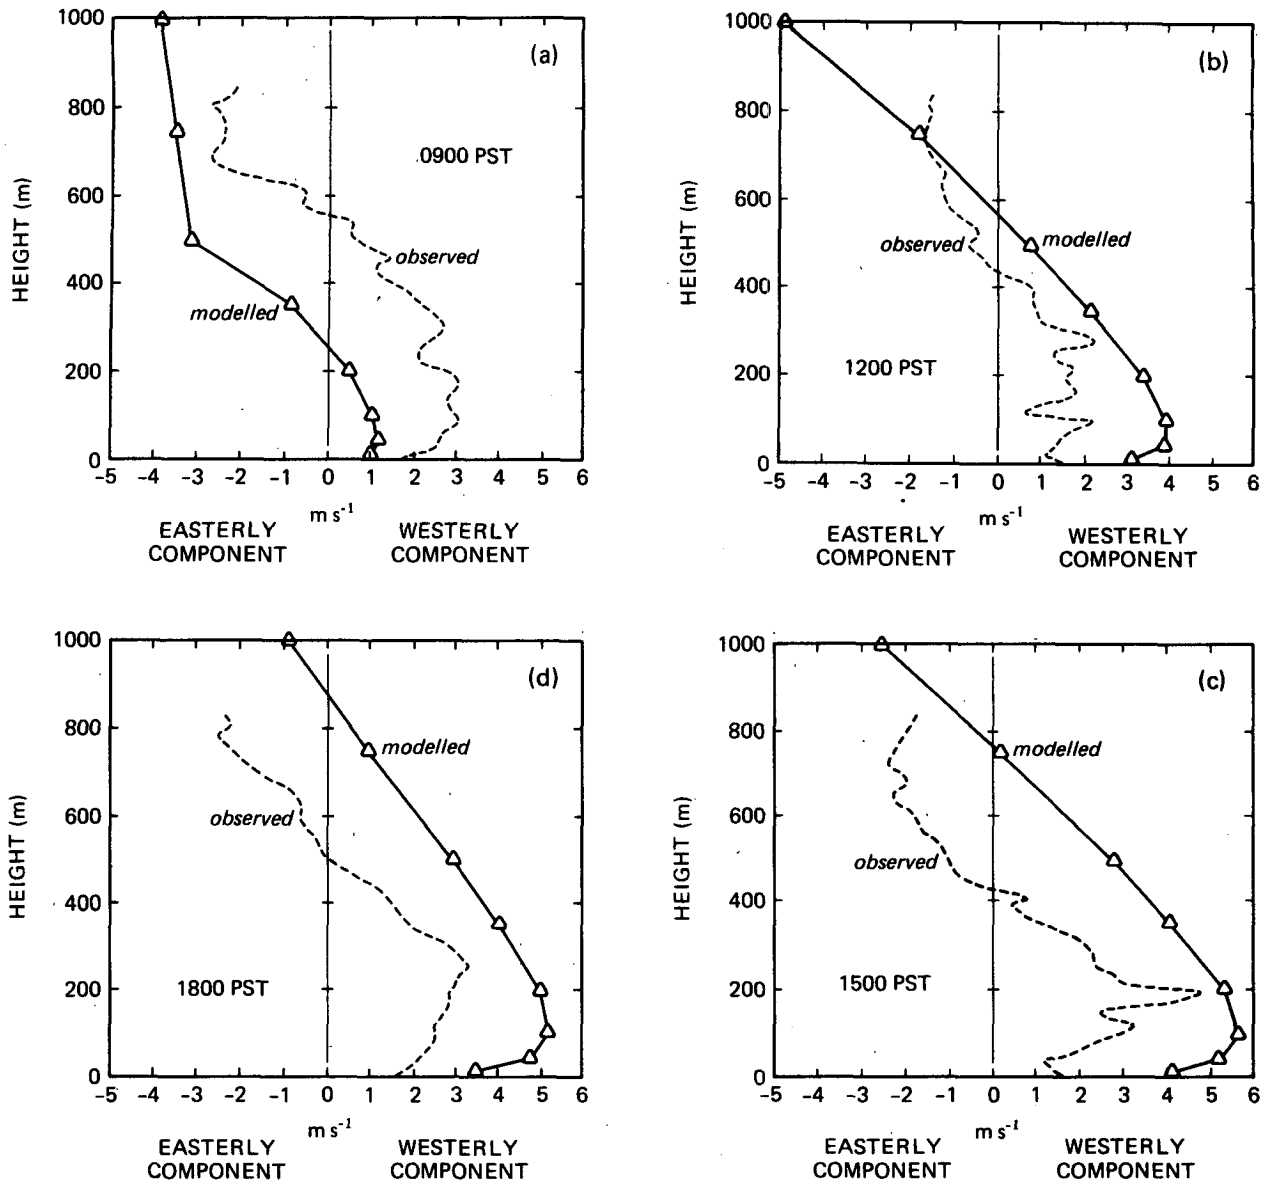 (a)
1000
800
600
400
200
0
HEIGHT (m)
0900 PST
observed
modelled
-5 -4 -3 -2 -1 0 1 2 3 4 5 6
m s⁻¹
EASTERLY COMPONENT
WESTERLY COMPONENT
(b)
1000
800
600
400
200
0
HEIGHT (m)
observed
modelled
1200 PST
-5 -4 -3 -2 -1 0 1 2 3 4 5 6
m s⁻¹
EASTERLY COMPONENT
WESTERLY COMPONENT
(d)
1000
800
600
400
200
0
HEIGHT (m)
modelled
observed
1800 PST
-5 -4 -3 -2 -1 0 1 2 3 4 5 6
m s⁻¹
EASTERLY COMPONENT
WESTERLY COMPONENT
(c)
1000
800
600
400
200
0
HEIGHT (m)
modelled
observed
1500 PST
-5 -4 -3 -2 -1 0 1 2 3 4 5 6
m s⁻¹
EASTERLY COMPONENT
WESTERLY COMPONENT